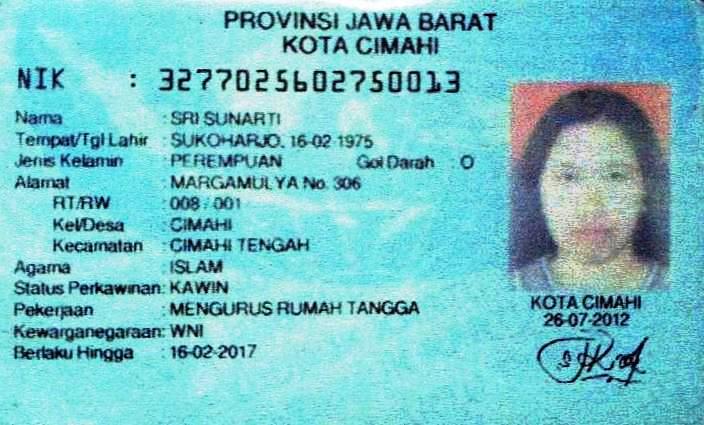 PROVINSI JAWA BARAT
KOTA CIMAHI
NIK : 3277025602750013
Nama : SRI SUNARTI
Tempat/Tgl Lahir : SUKOHARJO, 16-02-1975
Jenis Kelamin : PEREMPUAN Gol Darah : O
Alamat : MARGAMULYA No. 306
RT/RW : 008 / 001
Kel/Desa : CIMAHI
Kecamatan : CIMAHI TENGAH
Agama : ISLAM
Status Perkawinan: KAWIN
Pekerjaan : MENGURUS RUMAH TANGGA
Kewarganegaraan: WNI
Berlaku Hingga : 16-02-2017
KOTA CIMAHI
26-07-2012